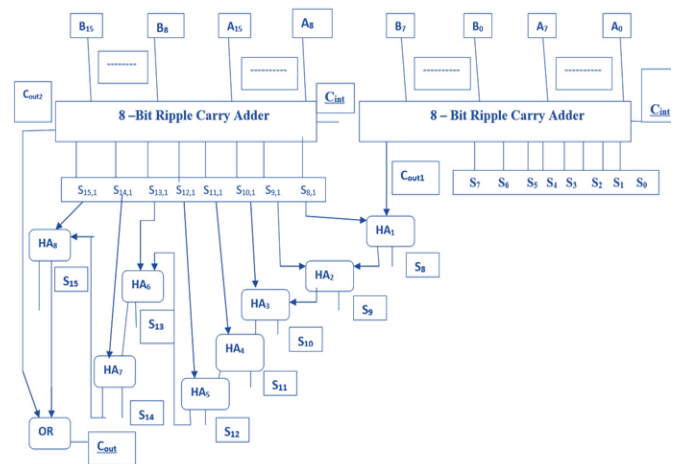 B15 B8 A15 A8 B7 B0 A7 A0
-------- ---------- ---------- ----------
Cout2 Cint Cint
8 –Bit Ripple Carry Adder 8 – Bit Ripple Carry Adder
S15,1 S14,1 S13,1 S12,1 S11,1 S10,1 S9,1 S8,1 Cout1 S7 S6 S5 S4 S3 S2 S1 S0
HA1
HA8
S8
HA2
S15 HA6
HA3 S9
S13
S10
HA4
HA7
S11
HA5
S14
S12
OR
Cout